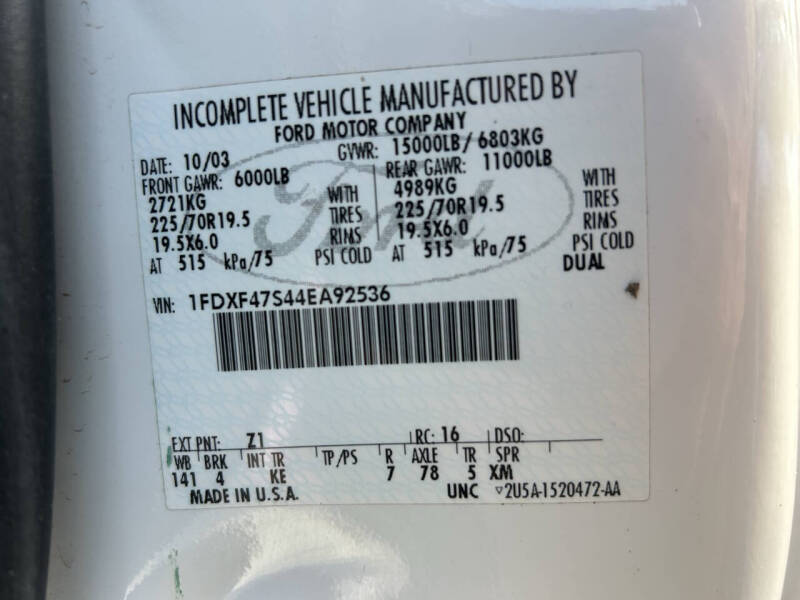 INCOMPLETE VEHICLE MANUFACTURED BY
FORD MOTOR COMPANY
DATE: 10/03 GVWR: 15000LB/ 6803KG
FRONT GAWR: 6000LB REAR GAWR: 11000LB
2721KG WITH 4989KG WITH
225/70R19.5 TIRES 225/70R19.5 TIRES
19.5X6.0 RIMS 19.5X6.0 RIMS
AT 515 kPa/75 PSI COLD AT 515 kPa/75 PSI COLD
DUAL
Ford
VIN: 1FDXF47S44EA92536
EXT PNT: Z1 RC: 16 DSO:
WB BRK INT TR TP/PS R AXLE TR SPR
141 4 KE 7 78 5 XM
MADE IN U.S.A. UNC ▽2U5A-1520472-AA